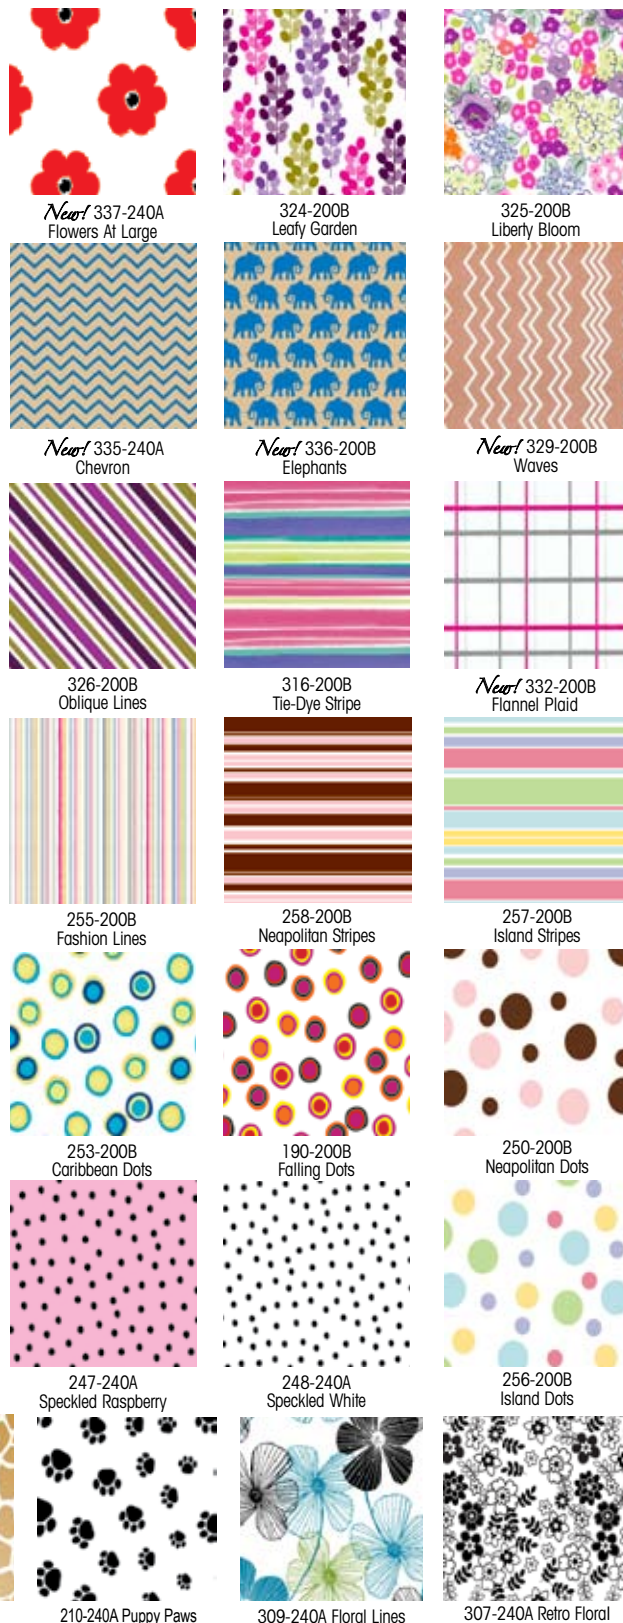 New! 337-240A
Flowers At Large
324-200B
Leafy Garden
325-200B
Liberty Bloom
New! 335-240A
Chevron
New! 336-200B
Elephants
New! 329-200B
Waves
326-200B
Oblique Lines
316-200B
Tie-Dye Stripe
New! 332-200B
Flannel Plaid
255-200B
Fashion Lines
258-200B
Neapolitan Stripes
257-200B
Island Stripes
253-200B
Caribbean Dots
190-200B
Falling Dots
250-200B
Neapolitan Dots
247-240A
Speckled Raspberry
248-240A
Speckled White
256-200B
Island Dots
210-240A Puppy Paws
309-240A Floral Lines
307-240A Retro Floral